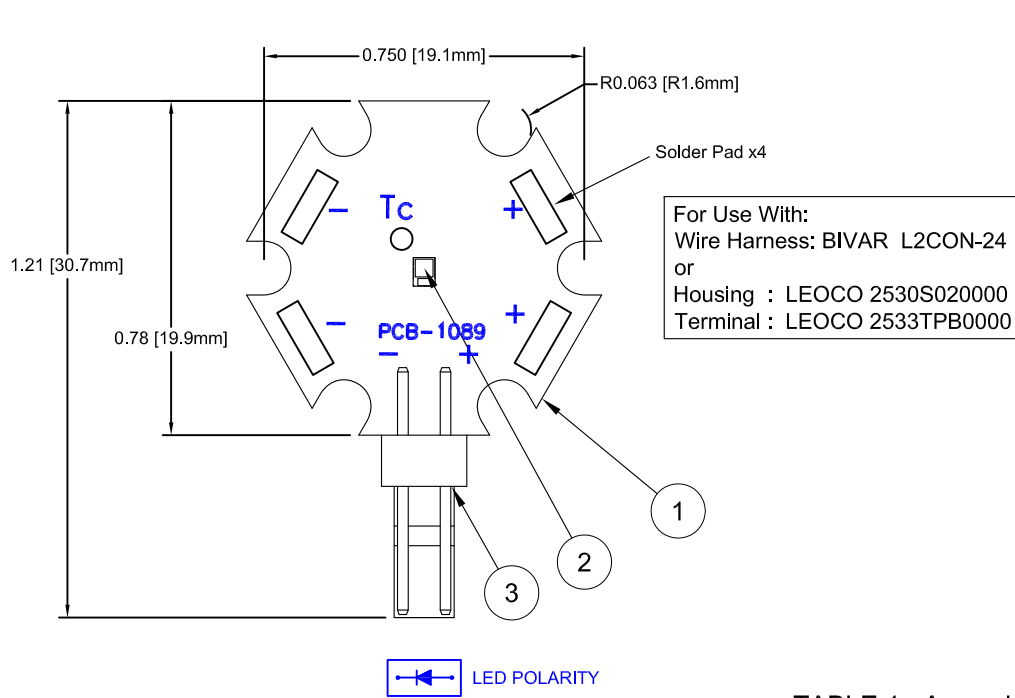 0.750 [19.1mm]
R0.063 [R1.6mm]
Solder Pad x4
For Use With:
Wire Harness: BIVAR L2CON-24
or
Housing : LEOCO 2530S020000
Terminal : LEOCO 2533TPB0000
- Tc +
1.21 [30.7mm]
0.78 [19.9mm]
- +
PCB-1089
- +
1
2
3
LED POLARITY